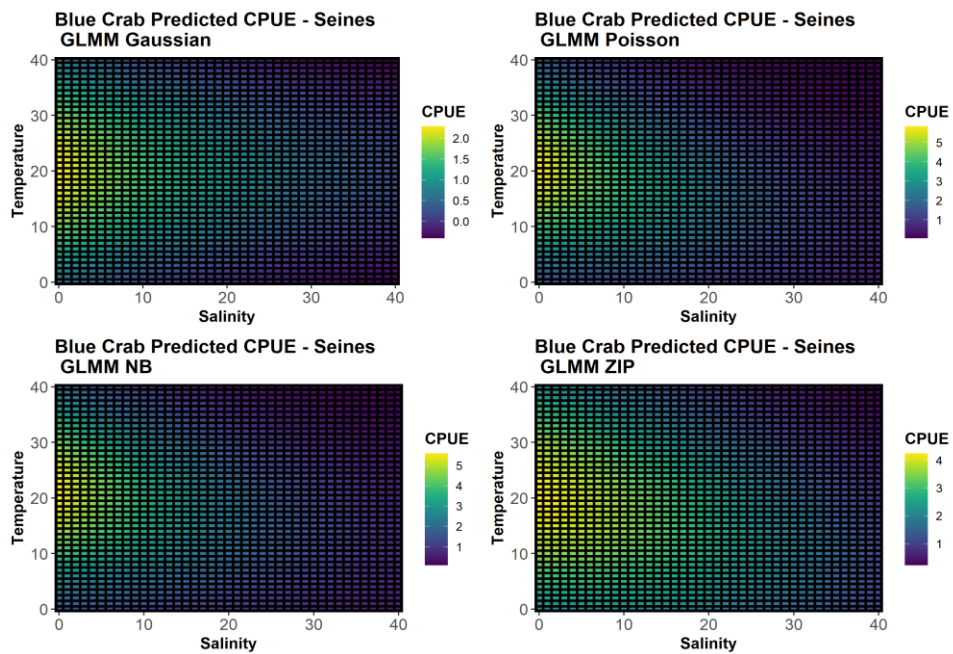 Blue Crab Predicted CPUE - Seines
GLMM Gaussian
40
30
20
10
0
Temperature
0 10 20 30 40
Salinity
CPUE
2.0
1.5
1.0
0.5
0.0
Blue Crab Predicted CPUE - Seines
GLMM Poisson
40
30
20
10
0
Temperature
0 10 20 30 40
Salinity
CPUE
5
4
3
2
1
Blue Crab Predicted CPUE - Seines
GLMM NB
40
30
20
10
0
Temperature
0 10 20 30 40
Salinity
CPUE
5
4
3
2
1
Blue Crab Predicted CPUE - Seines
GLMM ZIP
40
30
20
10
0
Temperature
0 10 20 30 40
Salinity
CPUE
4
3
2
1